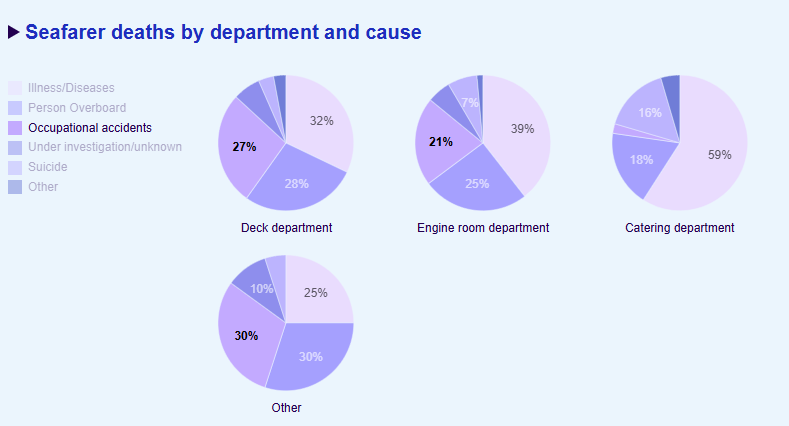 Seafarer deaths by department and cause
Illness/Diseases
Person Overboard
Occupational accidents
Under investigation/unknown
Suicide
Other
32%
27%
28%
Deck department
7%
39%
21%
25%
Engine room department
16%
59%
18%
Catering department
10%
25%
30%
30%
Other